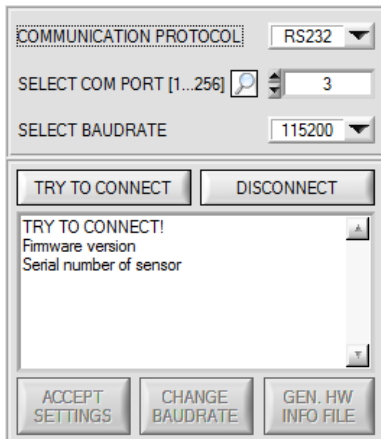 COMMUNICATION PROTOCOL RS232
SELECT COM PORT [1...256] 3
SELECT BAUDRATE 115200
TRY TO CONNECT DISCONNECT
TRY TO CONNECT!
Firmware version
Serial number of sensor
ACCEPT CHANGE GEN. HW
SETTINGS BAUDRATE INFO FILE